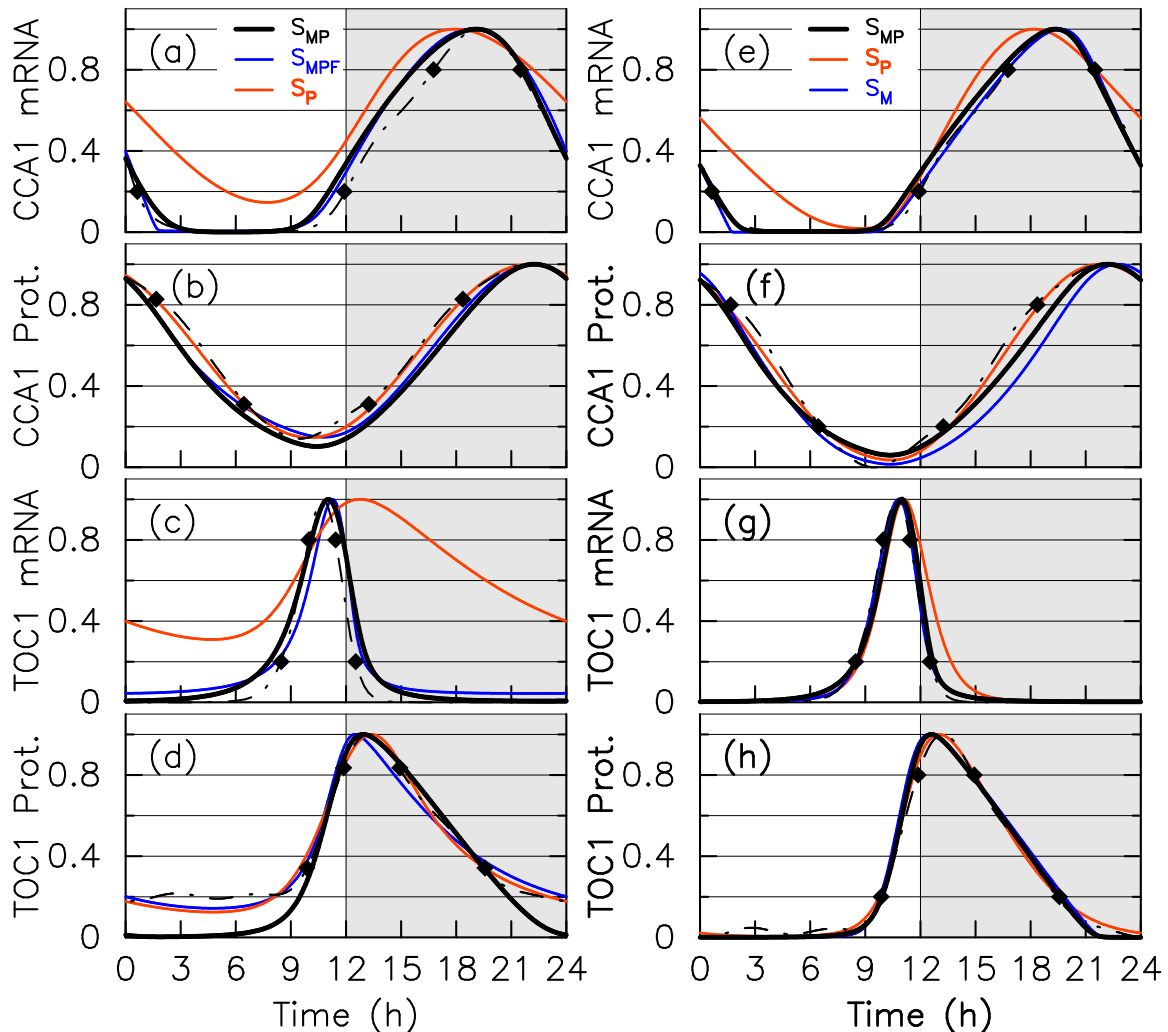 CCA1 mRNA
0.8
0.4
0
(a)
S_MP
S_MPF
S_P
CCA1 mRNA
0.8
0.4
0
(e)
S_MP
S_P
S_M
CCA1 Prot.
0.8
0.4
0
(b)
CCA1 Prot.
0.8
0.4
0
(f)
TOC1 mRNA
0.8
0.4
0
(c)
TOC1 mRNA
0.8
0.4
0
(g)
TOC1 Prot.
0.8
0.4
0
(d)
0 3 6 9 12 15 18 21 24
Time (h)
TOC1 Prot.
0.8
0.4
0
(h)
0 3 6 9 12 15 18 21 24
Time (h)